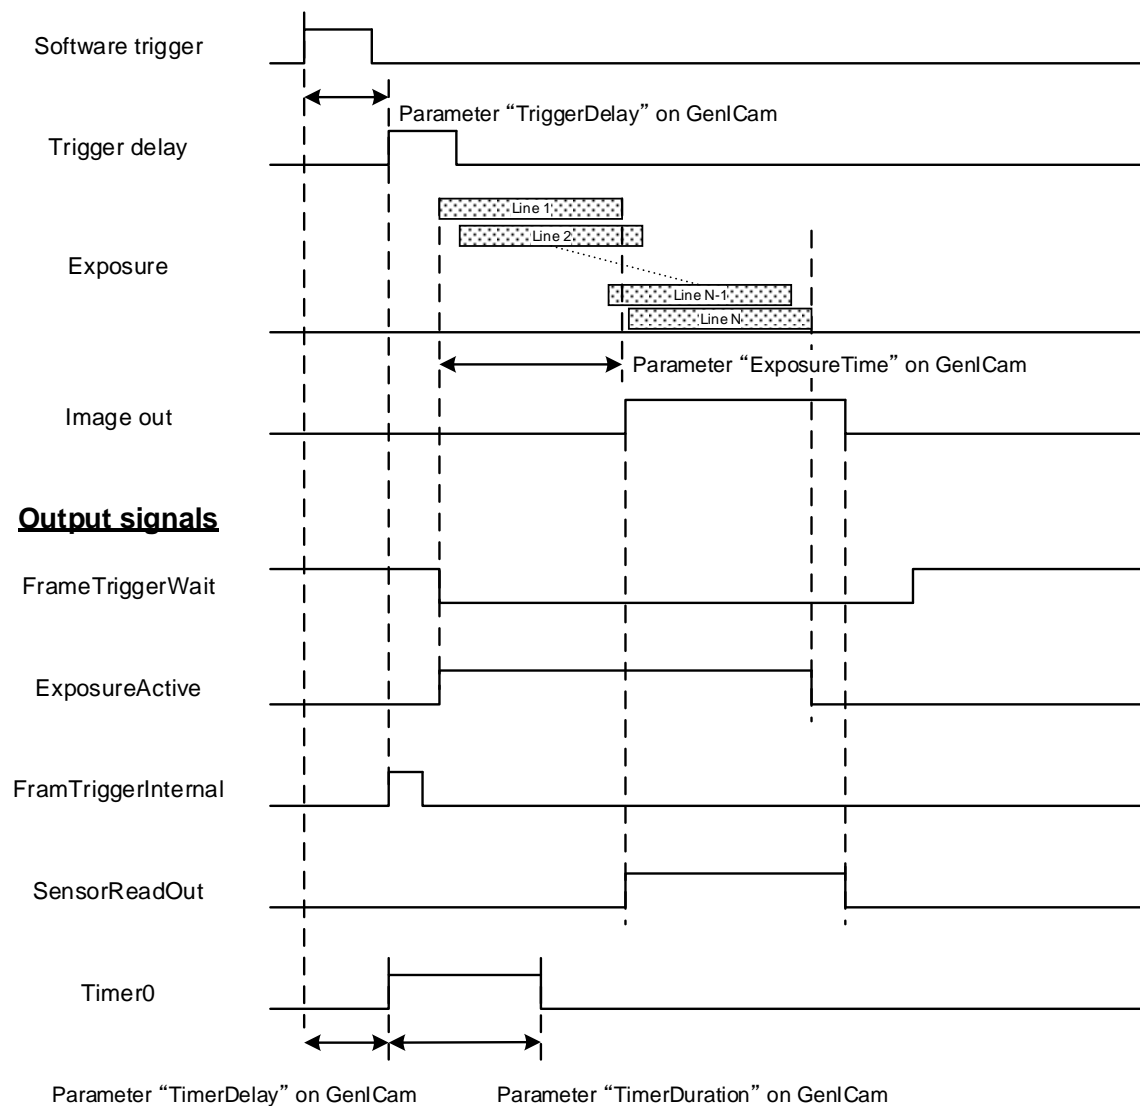 Software trigger
Parameter “TriggerDelay” on GenICam
Trigger delay
Line 1
Line 2
Exposure
Line N-1
Line N
Parameter “ExposureTime” on GenICam
Image out
Output signals
FrameTriggerWait
ExposureActive
FramTriggerInternal
SensorReadOut
Timer0
Parameter “TimerDelay” on GenICam
Parameter “TimerDuration” on GenICam